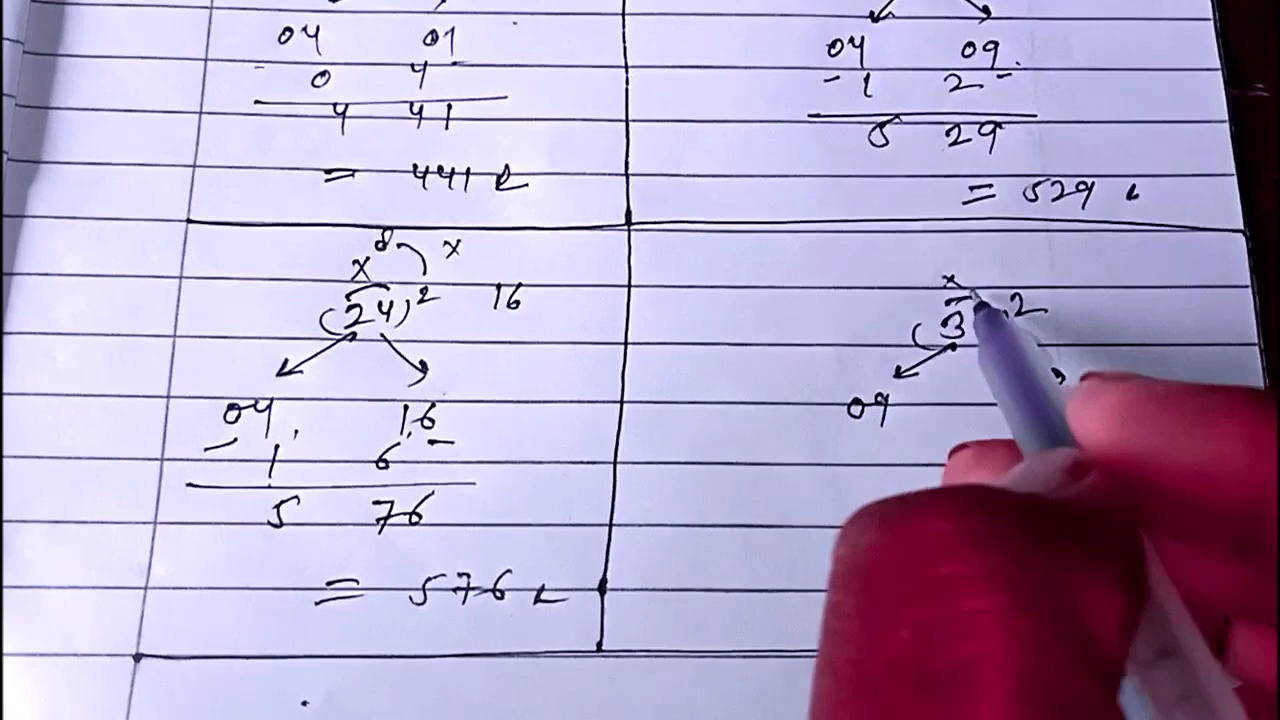 04 01
- 0 4 -
4 41
= 441
04 09
- 1 2 -
5 29
= 529
8 x
x
(24)² 16
04 16
- 1 6 -
5 76
= 576
x
(3 2
09